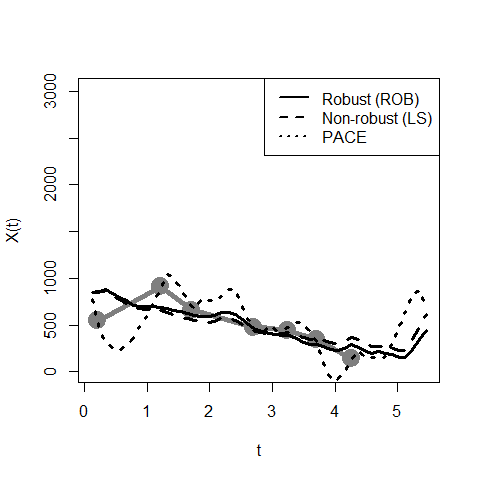 Robust (ROB)
Non-robust (LS)
PACE
X(t)
3000
2000
1000
500
0
0 1 2 3 4 5
t